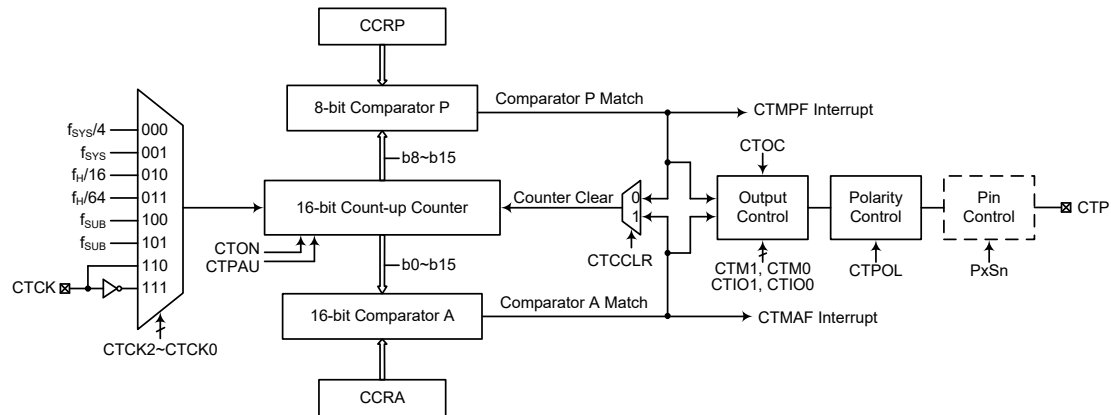 CCRP
8-bit Comparator P
Comparator P Match
CTMPF Interrupt
fSYS/4
000
fSYS
001
fH/16
010
fH/64
011
fSUB
100
fSUB
101
110
111
CTCK
CTCK2~CTCK0
b8~b15
16-bit Count-up Counter
Counter Clear
0
1
CTCCLR
CTON
CTPAU
b0~b15
CTOC
Output
Control
CTM1, CTM0
CTIO1, CTIO0
Polarity
Control
CTPOL
Pin
Control
PxSn
CTP
16-bit Comparator A
Comparator A Match
CTMAF Interrupt
CCRA